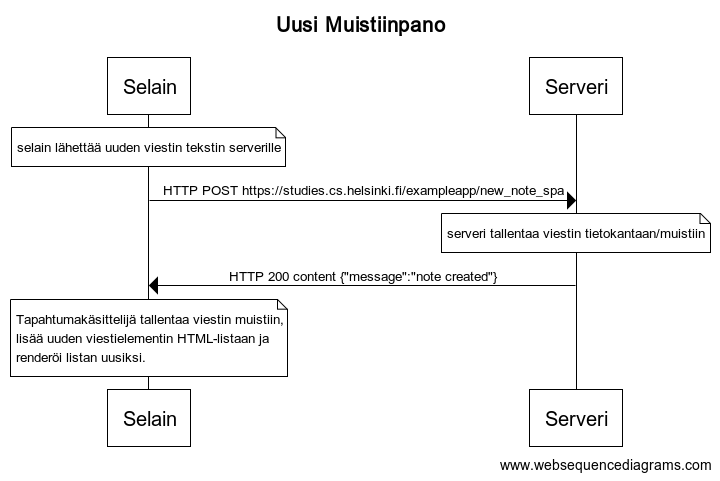 Uusi Muistiinpano
Selain
Serveri
selain lähettää uuden viestin tekstin serverille
HTTP POST https://studies.cs.helsinki.fi/exampleapp/new_note_spa
serveri tallentaa viestin tietokantaan/muistiin
HTTP 200 content {"message":"note created"}
Tapahtumakäsittelijä tallentaa viestin muistiin,
lisää uuden viestielementin HTML-listaan ja
renderöi listan uusiksi.
Selain
Serveri
www.websequencediagrams.com